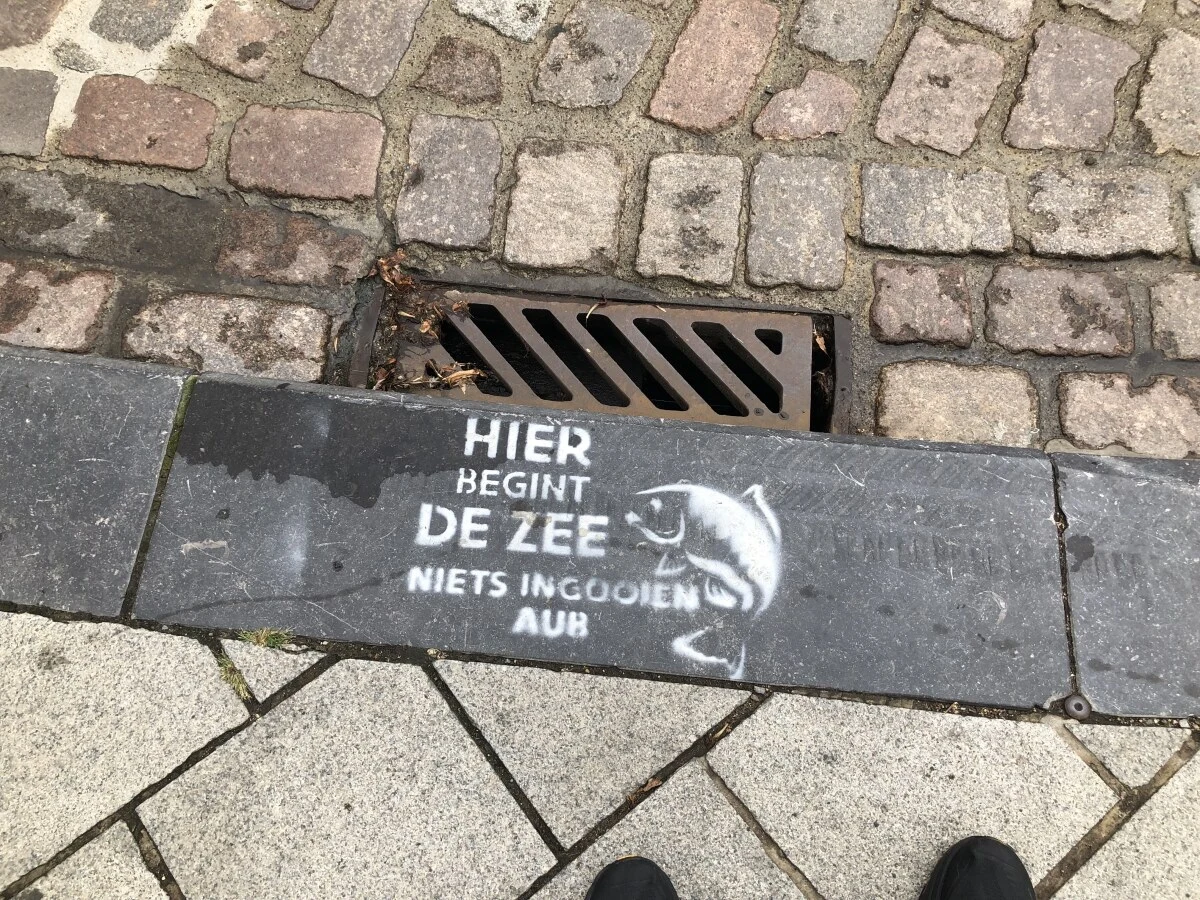 HIER
BEGINT
DE ZEE
NIETS INGOOIEN
AUB